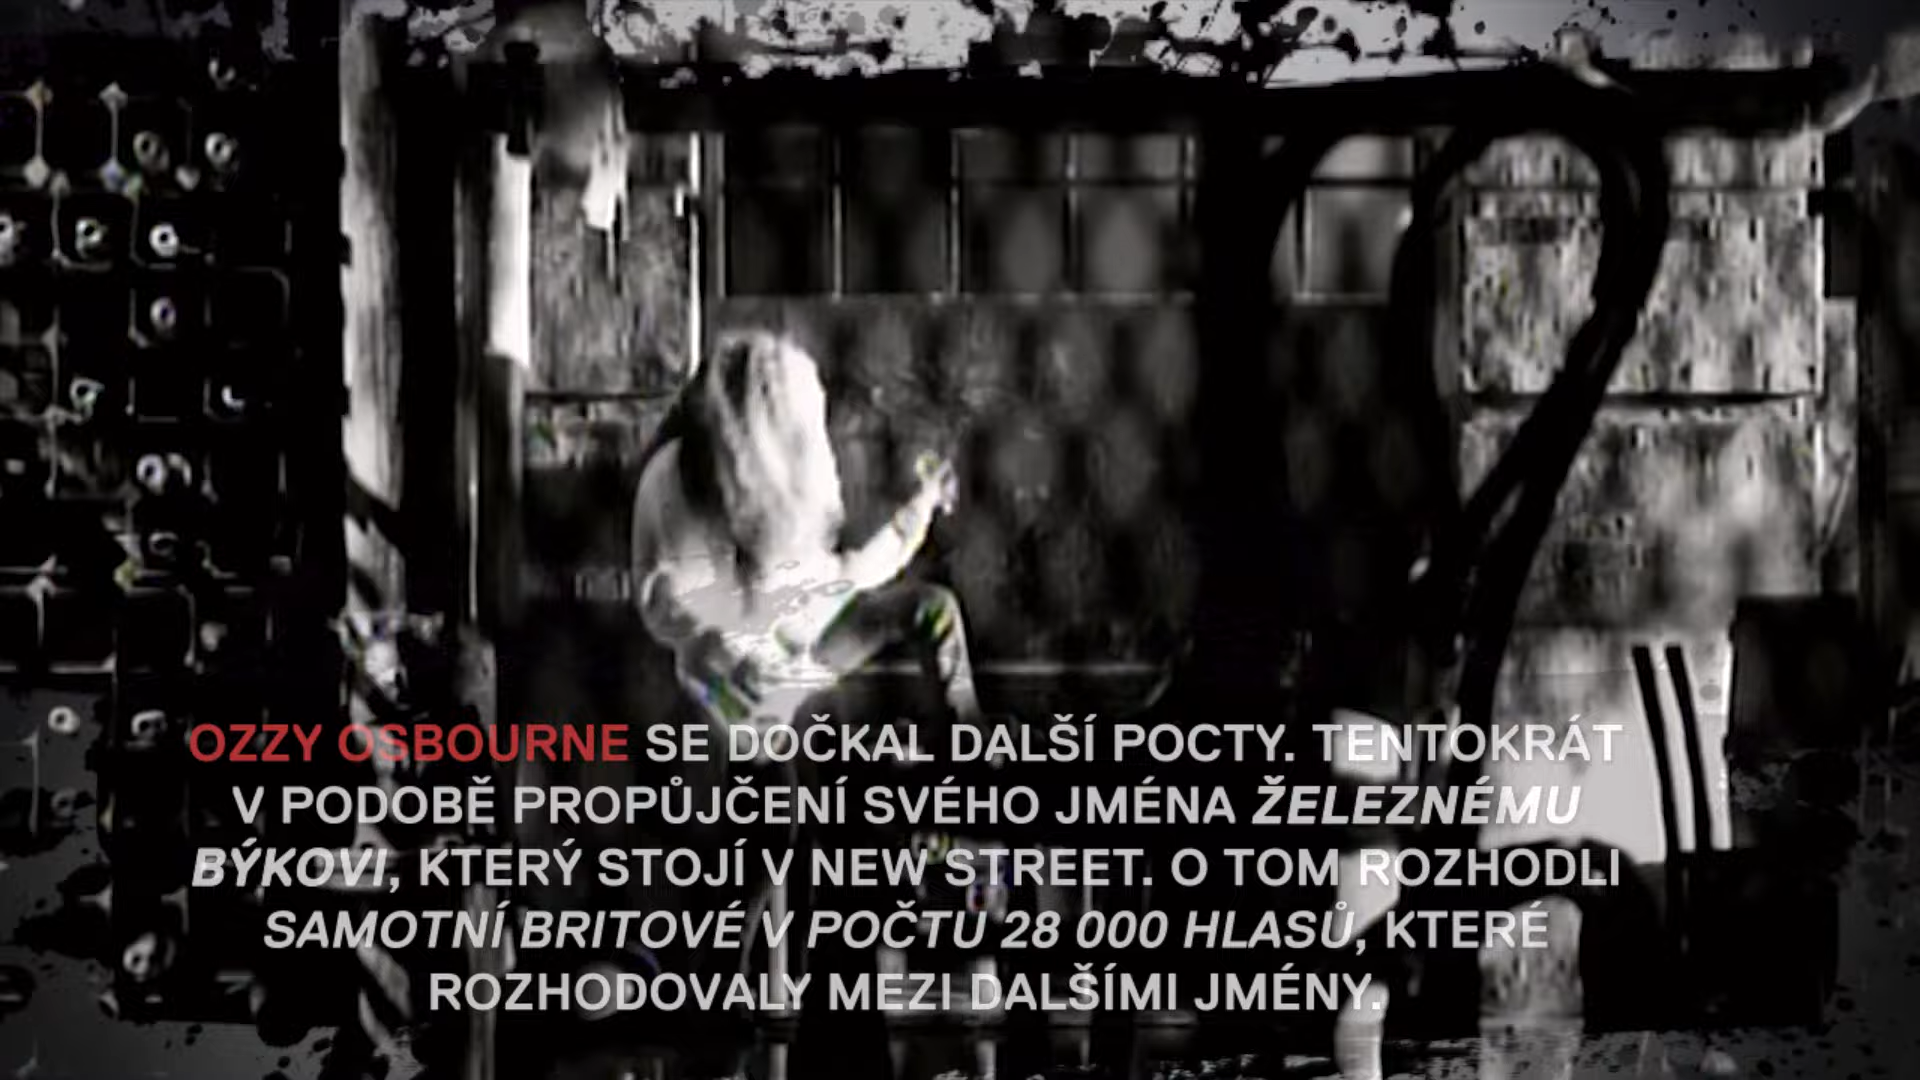 OZZY OSBOURNE SE DOČKAL DALŠÍ POCTY. TENTOKRÁT
V PODOBĚ PROPŮJČENÍ SVÉHO JMÉNA ŽELEZNÉMU
BÝKOVI, KTERÝ STOJÍ V NEW STREET. O TOM ROZHODLI
SAMOTNÍ BRITOVÉ V POČTU 28 000 HLASŮ, KTERÉ
ROZHODOVALY MEZI DALŠÍMI JMÉNY.